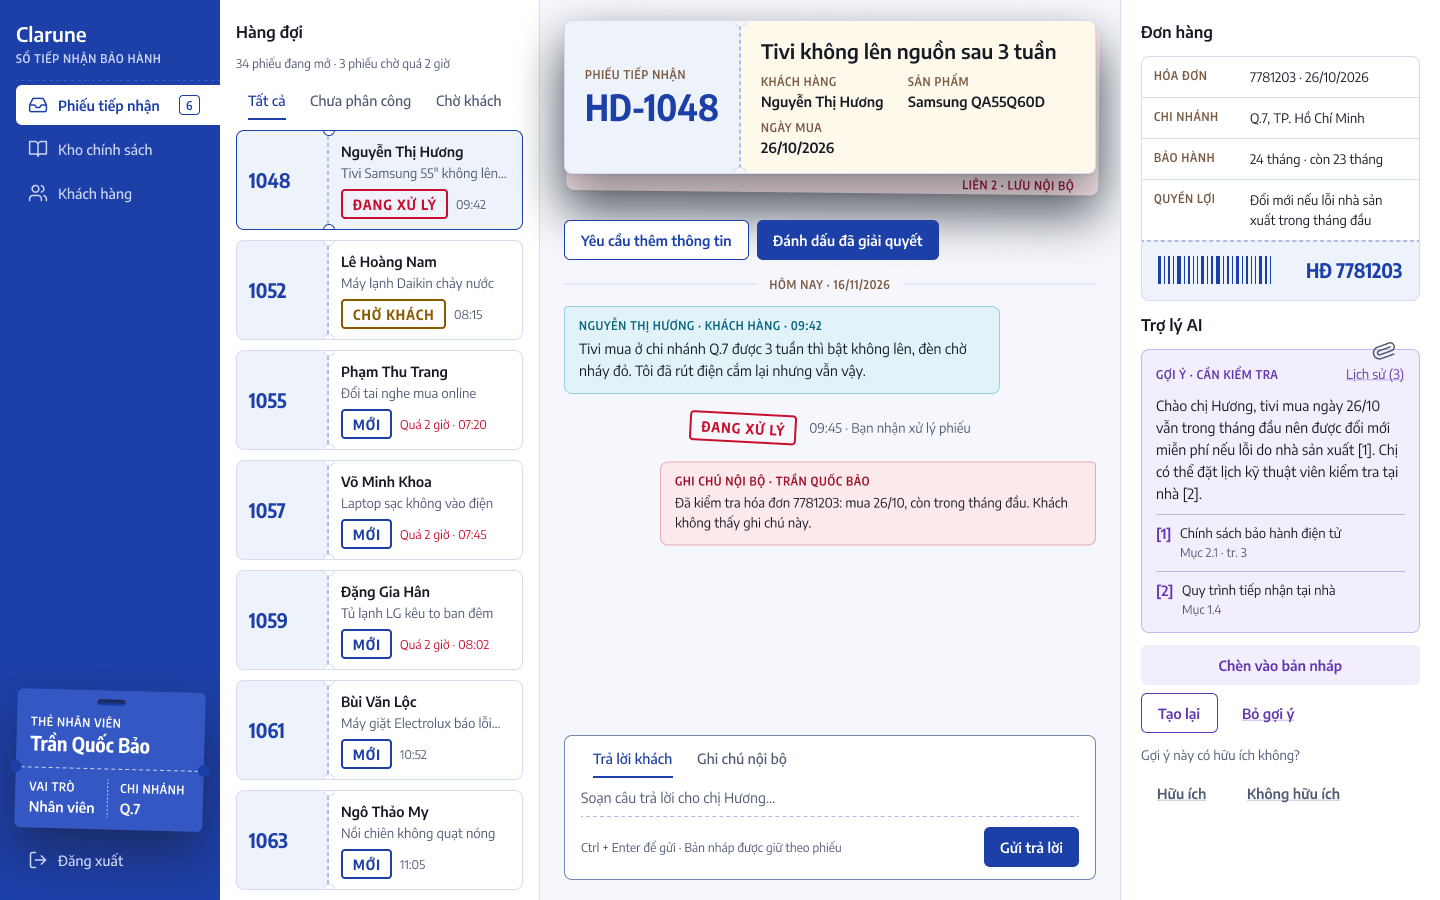 Clarune
SỔ TIẾP NHẬN BẢO HÀNH
Phiếu tiếp nhận
6
Kho chính sách
Khách hàng
THẺ NHÂN VIÊN
Trần Quốc Bảo
VAI TRÒ
Nhân viên
CHI NHÁNH
Q.7
Đăng xuất
Hàng đợi
34 phiếu đang mở · 3 phiếu chờ quá 2 giờ
Tất cả
Chưa phân công
Chờ khách
1048
Nguyễn Thị Hương
Tivi Samsung 55" không lên...
ĐANG XỬ LÝ
09:42
1052
Lê Hoàng Nam
Máy lạnh Daikin chảy nước
CHỜ KHÁCH
08:15
1055
Phạm Thu Trang
Đổi tai nghe mua online
MỚI
Quá 2 giờ · 07:20
1057
Võ Minh Khoa
Laptop sạc không vào điện
MỚI
Quá 2 giờ · 07:45
1059
Đặng Gia Hân
Tủ lạnh LG kêu to ban đêm
MỚI
Quá 2 giờ · 08:02
1061
Bùi Văn Lộc
Máy giặt Electrolux báo lỗi...
MỚI
10:52
1063
Ngô Thảo My
Nồi chiên không quạt nóng
MỚI
11:05
PHIẾU TIẾP NHẬN
HD-1048
Tivi không lên nguồn sau 3 tuần
KHÁCH HÀNG
Nguyễn Thị Hương
SẢN PHẨM
Samsung QA55Q60D
NGÀY MUA
26/10/2026
LIÊN 2 · LƯU NỘI BỘ
Yêu cầu thêm thông tin
Đánh dấu đã giải quyết
HÔM NAY · 16/11/2026
NGUYỄN THỊ HƯƠNG · KHÁCH HÀNG · 09:42
Tivi mua ở chi nhánh Q.7 được 3 tuần thì bật không lên, đèn chờ
nháy đỏ. Tôi đã rút điện cắm lại nhưng vẫn vậy.
ĐANG XỬ LÝ
09:45 · Bạn nhận xử lý phiếu
GHI CHÚ NỘI BỘ · TRẦN QUỐC BẢO
Đã kiểm tra hóa đơn 7781203: mua 26/10, còn trong tháng đầu. Khách
không thấy ghi chú này.
Trả lời khách
Ghi chú nội bộ
Soạn câu trả lời cho chị Hương...
Ctrl + Enter để gửi · Bản nháp được giữ theo phiếu
Gửi trả lời
Đơn hàng
HÓA ĐƠN
7781203 · 26/10/2026
CHI NHÁNH
Q.7, TP. Hồ Chí Minh
BẢO HÀNH
24 tháng · còn 23 tháng
QUYỀN LỢI
Đổi mới nếu lỗi nhà sản
xuất trong tháng đầu
HĐ 7781203
Trợ lý AI
GỢI Ý · CẦN KIỂM TRA
Lịch sử (3)
Chào chị Hương, tivi mua ngày 26/10
vẫn trong tháng đầu nên được đổi mới
miễn phí nếu lỗi do nhà sản xuất [1]. Chị
có thể đặt lịch kỹ thuật viên kiểm tra tại
nhà [2].
[1]
Chính sách bảo hành điện tử
Mục 2.1 · tr. 3
[2]
Quy trình tiếp nhận tại nhà
Mục 1.4
Chèn vào bản nháp
Tạo lại
Bỏ gợi ý
Gợi ý này có hữu ích không?
Hữu ích
Không hữu ích